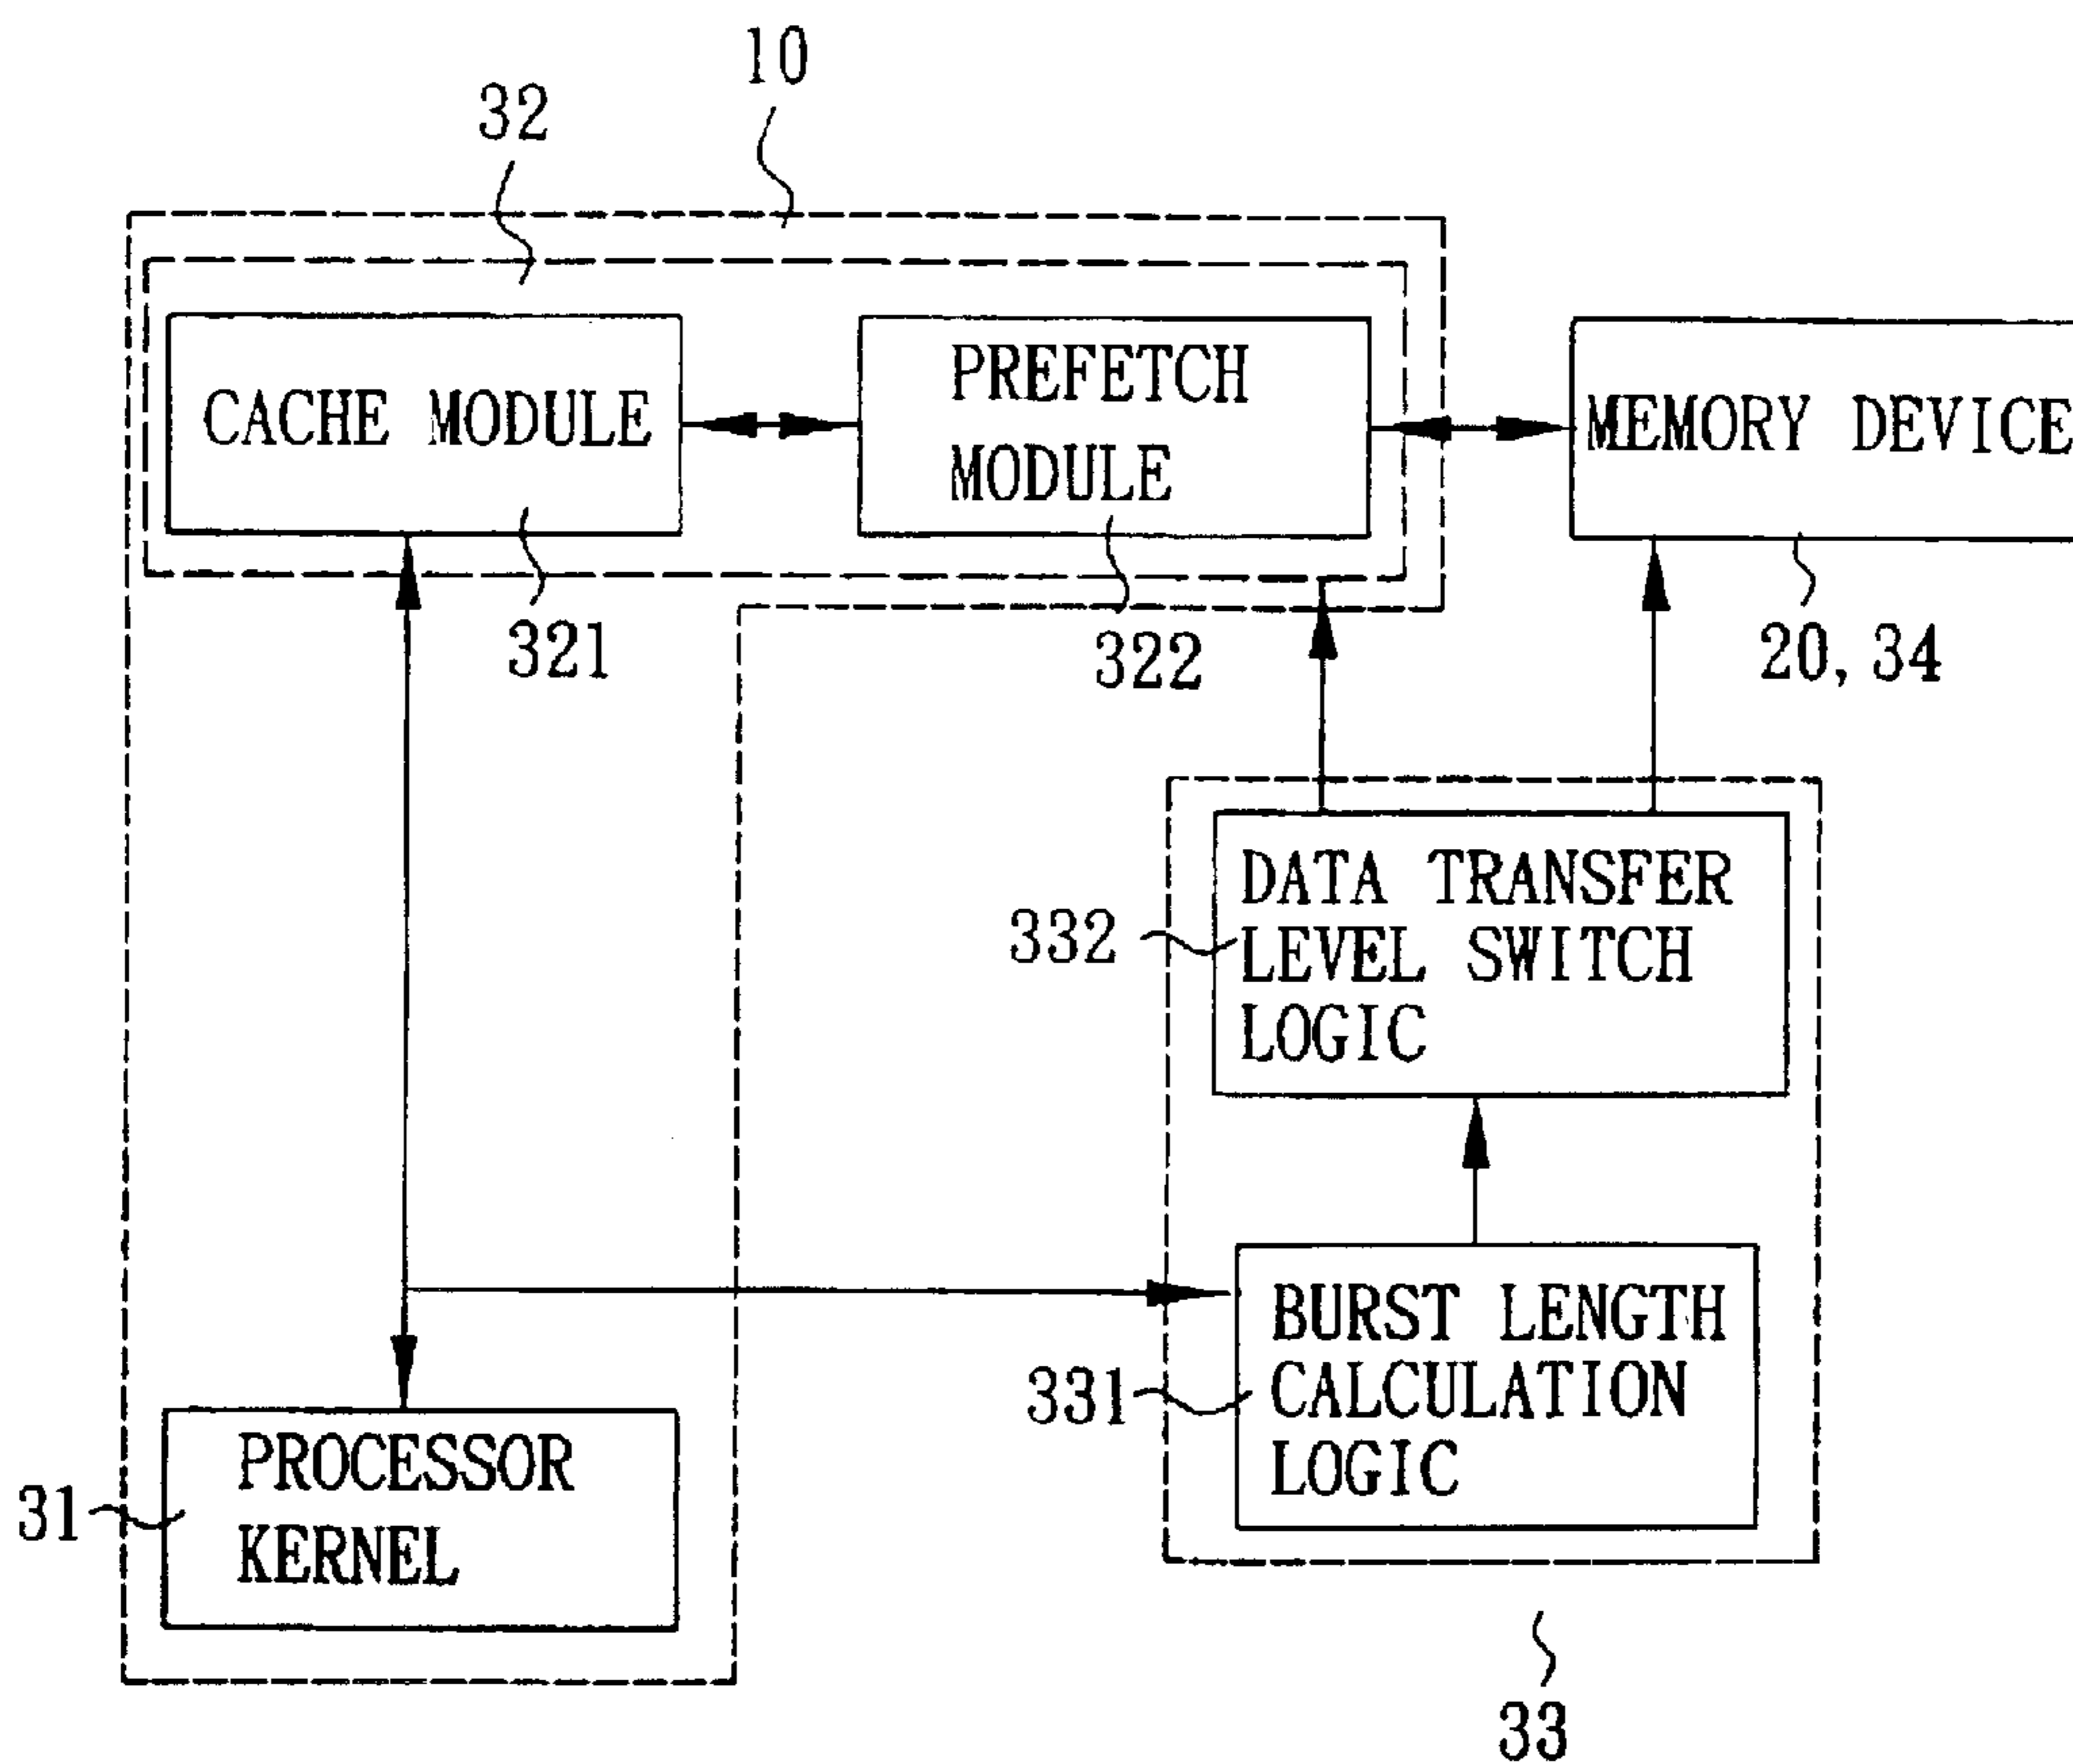 10
32
CACHE MODULE
PREFETCH
MODULE
MEMORY DEVICE
321
322
20, 34
332
DATA TRANSFER
LEVEL SWITCH
LOGIC
331
BURST LENGTH
CALCULATION
LOGIC
31
PROCESSOR
KERNEL
33